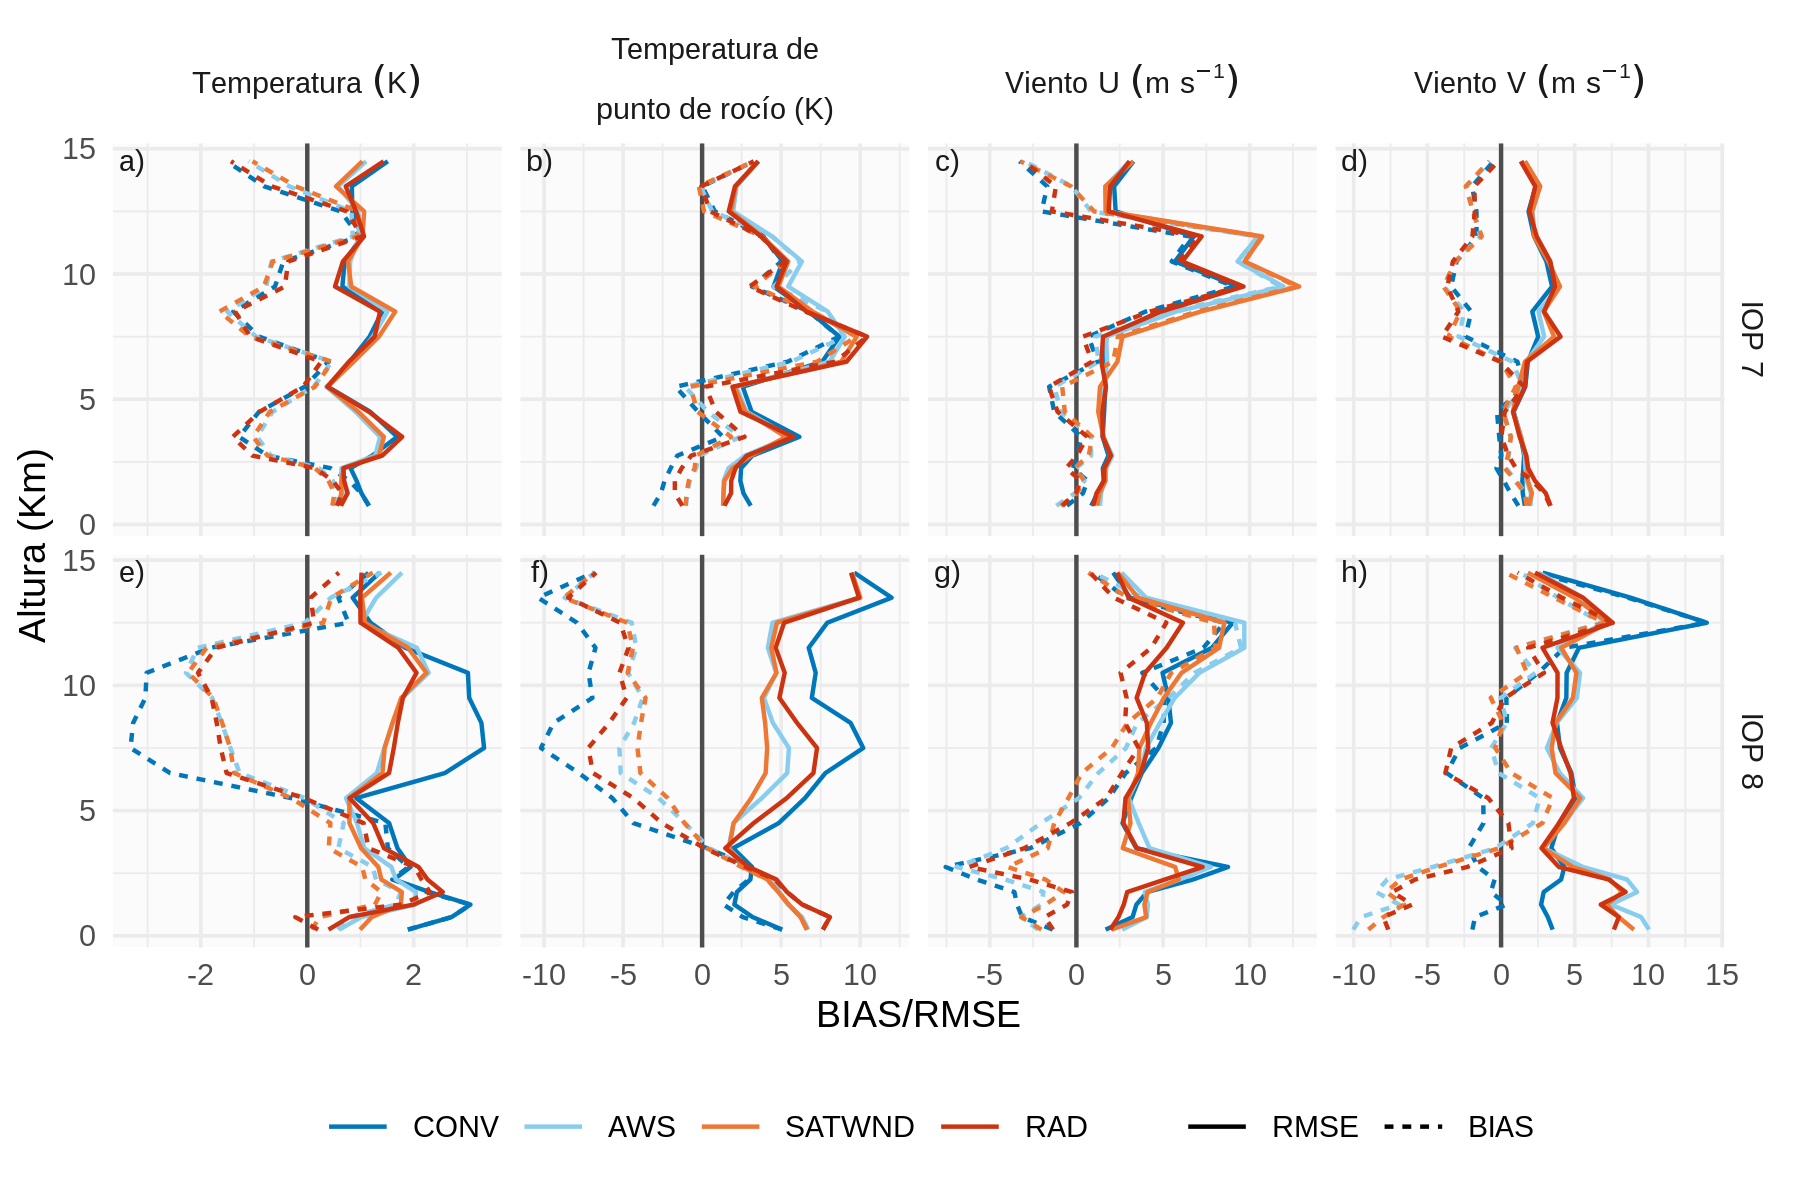 Temperatura (K)
Temperatura de
punto de rocío (K)
Viento U (m s⁻¹)
Viento V (m s⁻¹)
Altura (Km)
15
10
5
0
a)
b)
c)
d)
IOP 7
15
10
5
0
e)
f)
g)
h)
IOP 8
-2 0 2
-10 -5 0 5 10
-5 0 5 10
-10 -5 0 5 10 15
BIAS/RMSE
CONV AWS SATWND RAD RMSE BIAS